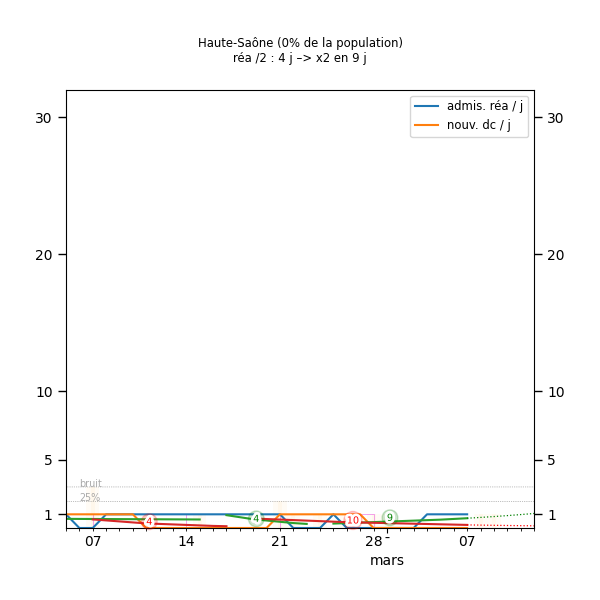 Haute-Saône (0% de la population)
réa /2 : 4 j –> x2 en 9 j
admis. réa / j
nouv. dc / j
30 30
20 20
10 10
5 5
bruit
25%
1 1
4 4 10 9
07 14 21 28 07
mars